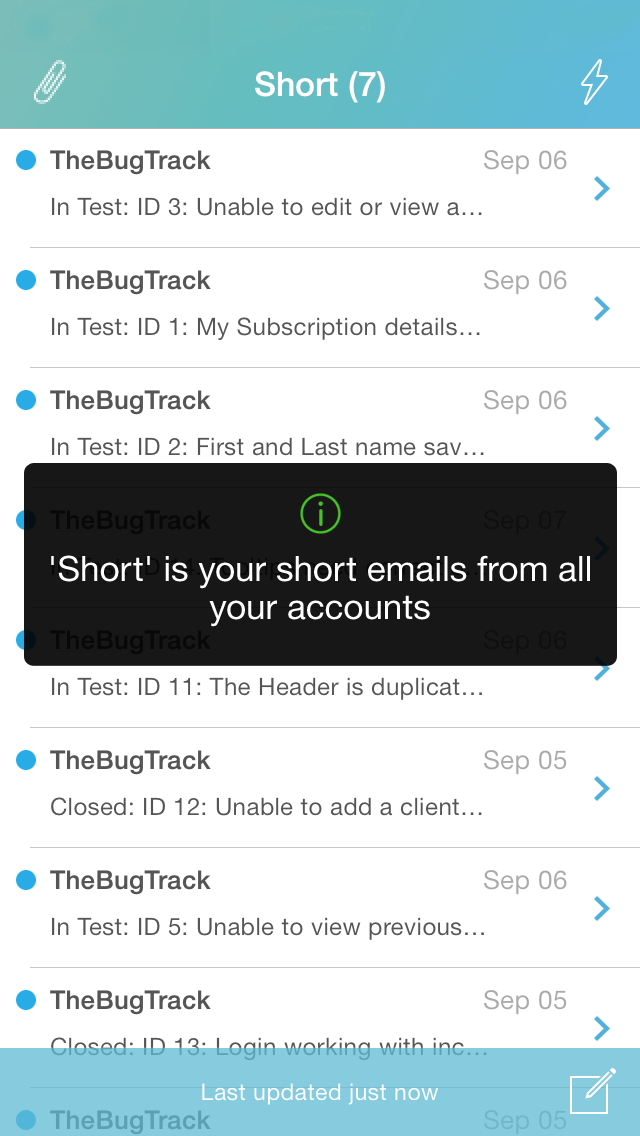 Short (7)
TheBugTrack
Sep 06
In Test: ID 3: Unable to edit or view a...
TheBugTrack
Sep 06
In Test: ID 1: My Subscription details...
TheBugTrack
Sep 06
In Test: ID 2: First and Last name sav...
TheBugTrack
Sep 07
'Short' is your short emails from all
your accounts
TheBugTrack
Sep 06
In Test: ID 11: The Header is duplicat...
TheBugTrack
Sep 05
Closed: ID 12: Unable to add a client...
TheBugTrack
Sep 06
In Test: ID 5: Unable to view previous...
TheBugTrack
Sep 05
Closed: ID 13: Login working with inc...
Last updated just now
TheBugTrack
Sep 05